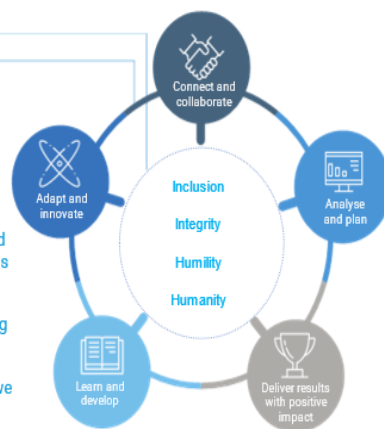 Connect and
collaborate
Adapt and
innovate
Inclusion
Integrity
Humility
Humanity
Analyse
and plan
d
s
g
ve
Learn and
develop
Deliver results
with positive
impact